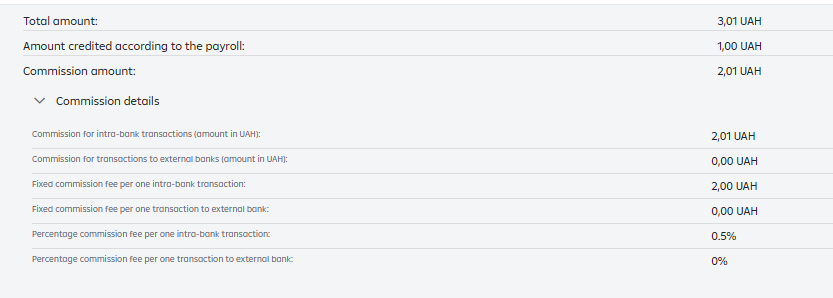 Total amount: 3,01 UAH
Amount credited according to the payroll: 1,00 UAH
Commission amount: 2,01 UAH
Commission details
Commission for intra-bank transactions (amount in UAH): 2,01 UAH
Commission for transactions to external banks (amount in UAH): 0,00 UAH
Fixed commission fee per one intra-bank transaction: 2,00 UAH
Fixed commission fee per one transaction to external bank: 0,00 UAH
Percentage commission fee per one intra-bank transaction: 0.5%
Percentage commission fee per one transaction to external bank: 0%